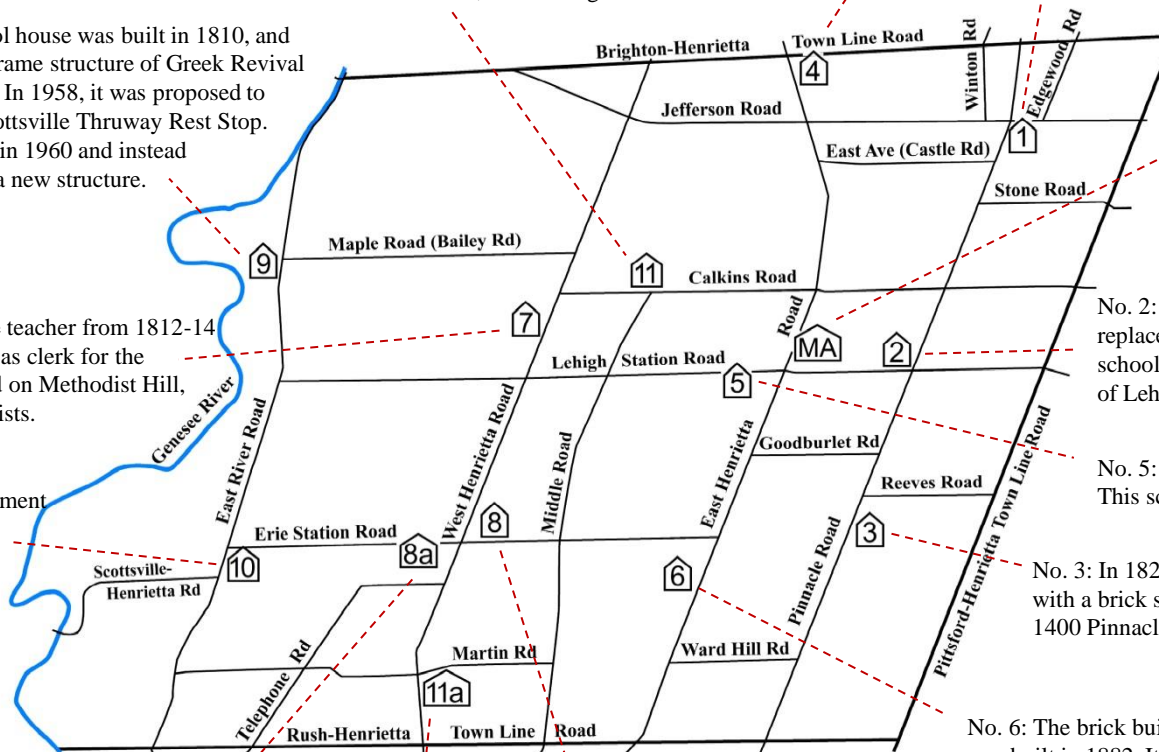 ol house was built in 1810, and
rame structure of Greek Revival
In 1958, it was proposed to
ottsville Thruway Rest Stop.
in 1960 and instead
a new structure.
Brighton-Henrietta Town Line Road
4
Winton Rd
Edgewood Rd
Jefferson Road
1
East Ave (Castle Rd)
Stone Road
Maple Road (Bailey Rd)
9
11
Calkins Road
teacher from 1812-14
as clerk for the
on Methodist Hill,
ists.
7
Road
MA
2
No. 2:
replace
school
of Leh
Lehigh Station Road
5
Genesee River
East River Road
West Henrietta Road
Middle Road
East Henrietta
Goodburlet Rd
Pittsford-Henrietta Town Line Road
No. 5:
This sc
Reeves Road
ment
Erie Station Road
8a
8
3
Pinnacle Road
10
Scottsville-
Henrietta Rd
6
No. 3: In 182
with a brick s
1400 Pinnacl
Telephone Rd
Martin Rd
Ward Hill Rd
11a
Rush-Henrietta Town Line Road
No. 6: The brick bui
built in 1882. I